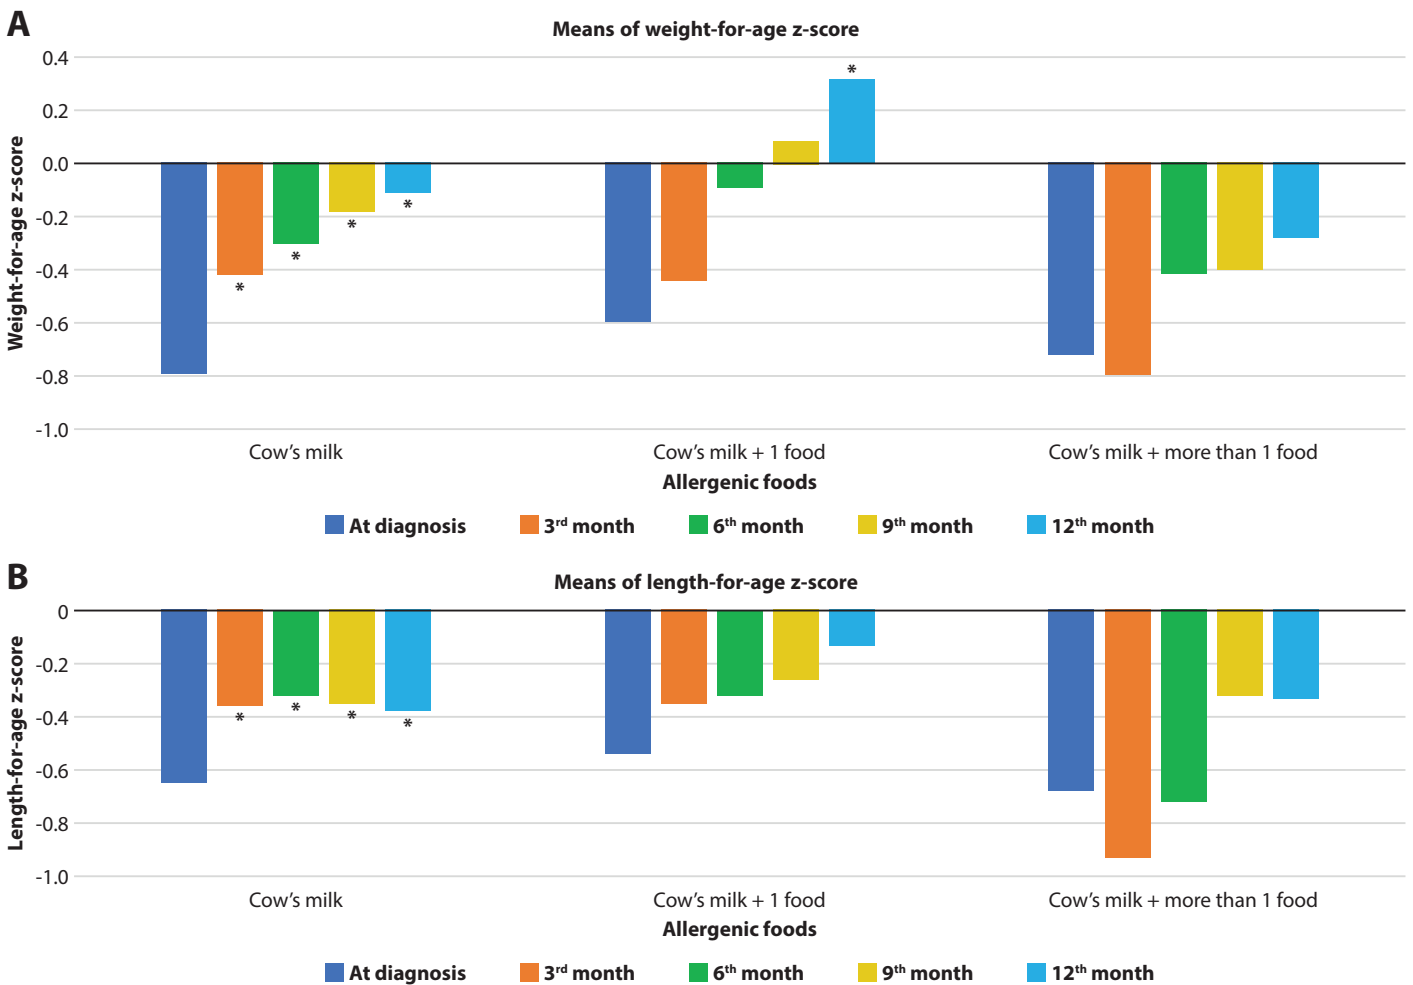 A
Means of weight-for-age z-score
Weight-for-age z-score
0.4
0.2
0.0
-0.2
-0.4
-0.6
-0.8
-1.0
*
*
*
*
*
Cow's milk
Cow's milk + 1 food
Cow's milk + more than 1 food
Allergenic foods
At diagnosis
3rd month
6th month
9th month
12th month
B
Means of length-for-age z-score
Length-for-age z-score
0
-0.2
-0.4
-0.6
-0.8
-1.0
*
*
*
*
Cow's milk
Cow's milk + 1 food
Cow's milk + more than 1 food
Allergenic foods
At diagnosis
3rd month
6th month
9th month
12th month